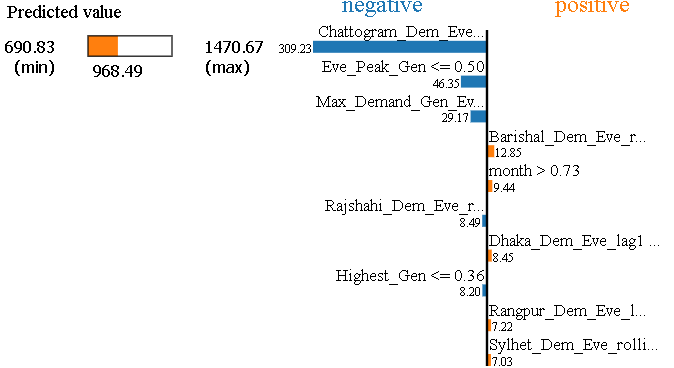 negative positive
Predicted value
690.83 (min)
968.49
1470.67 (max)
Chattogram_Dem_Eve...
309.23
Eve_Peak_Gen <= 0.50
46.35
Max_Demand_Gen_Ev...
29.17
Barishal_Dem_Eve_r...
12.85
month > 0.73
9.44
Rajshahi_Dem_Eve_r...
8.49
Dhaka_Dem_Eve_lag1 ...
8.45
Highest_Gen <= 0.36
8.20
Rangpur_Dem_Eve_l...
7.22
Sylhet_Dem_Eve_rolli...
7.03